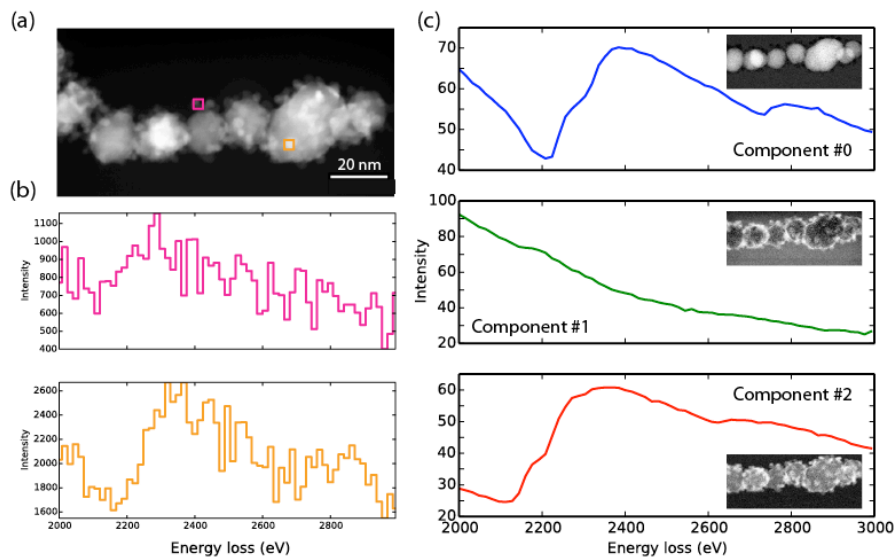 (a)
20 nm
(b)
1100
1000
900
800
700
600
500
400
Intensity
2600
2400
2200
2000
1800
1600
Intensity
2000 2200 2400 2600 2800
Energy loss (eV)
(c)
70
60
50
40
Component #0
100
80
60
40
20
Intensity
Component #1
60
50
40
30
20
Component #2
2000 2200 2400 2600 2800 3000
Energy loss (eV)